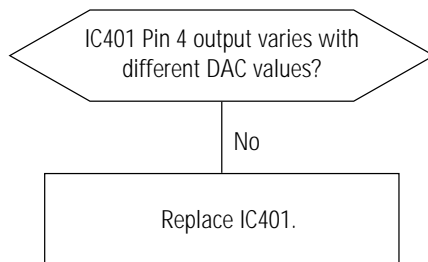 IC401 Pin 4 output varies with
different DAC values?
No
Replace IC401.